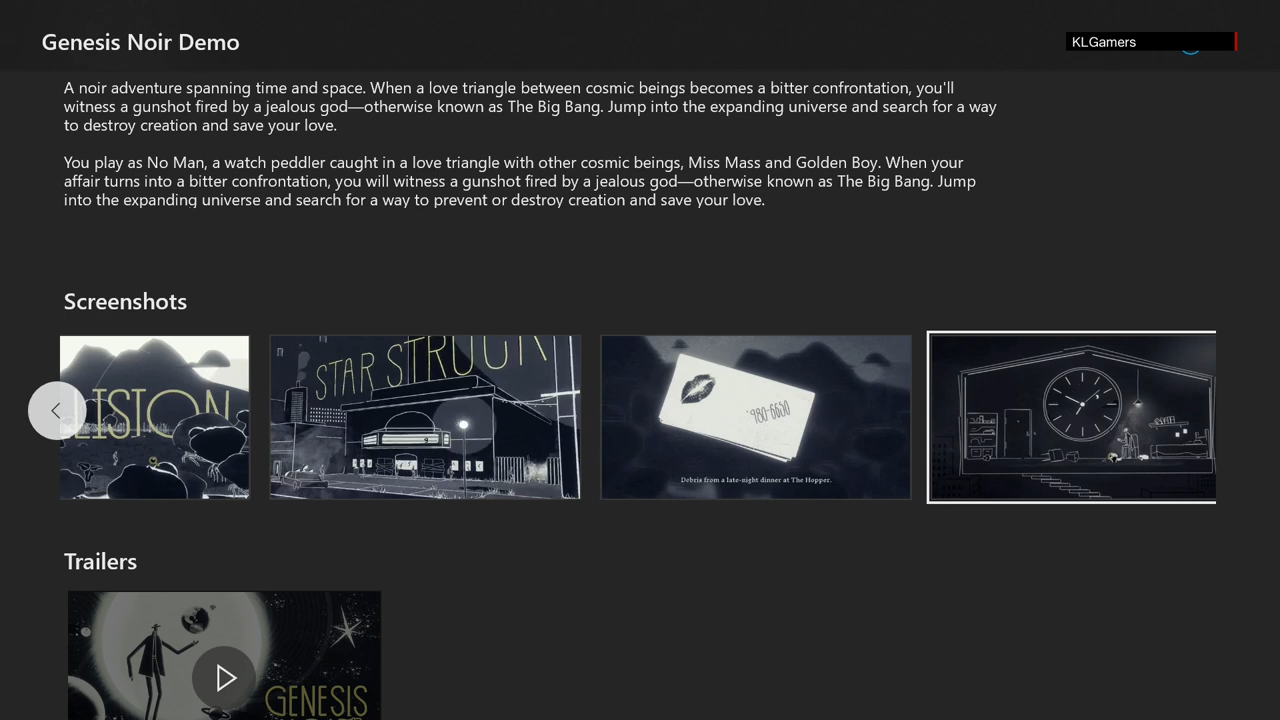 Genesis Noir Demo
KLGamers
A noir adventure spanning time and space. When a love triangle between cosmic beings becomes a bitter confrontation, you'll
witness a gunshot fired by a jealous god—otherwise known as The Big Bang. Jump into the expanding universe and search for a way
to destroy creation and save your love.
You play as No Man, a watch peddler caught in a love triangle with other cosmic beings, Miss Mass and Golden Boy. When your
affair turns into a bitter confrontation, you will witness a gunshot fired by a jealous god—otherwise known as The Big Bang. Jump
into the expanding universe and search for a way to prevent or destroy creation and save your love.
Screenshots
LISION
STAR STRUCK
980-6650
Debris from a late-night dinner at The Hopper.
Trailers
GENESIS